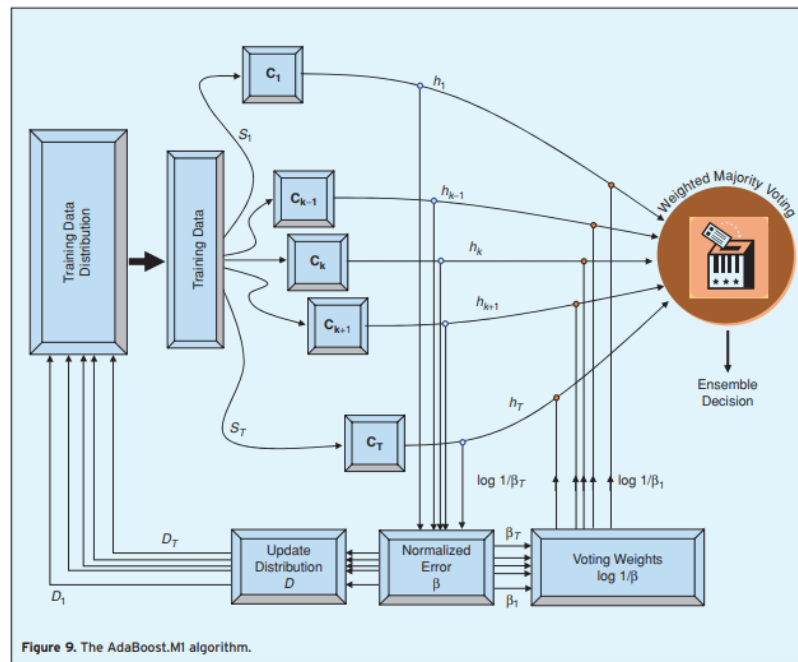 C1
h1
S1
Weighted Majority Voting
Training Data
Distribution
Training Data
Ck–1
hk–1
Ck
hk
Ck+1
hk+1
Ensemble
Decision
hT
ST
CT
log 1/βT
log 1/β1
DT
Update
Distribution
D
Normalized
Error
β
βT
β1
Voting Weights
log 1/β
D1
Figure 9. The AdaBoost.M1 algorithm.